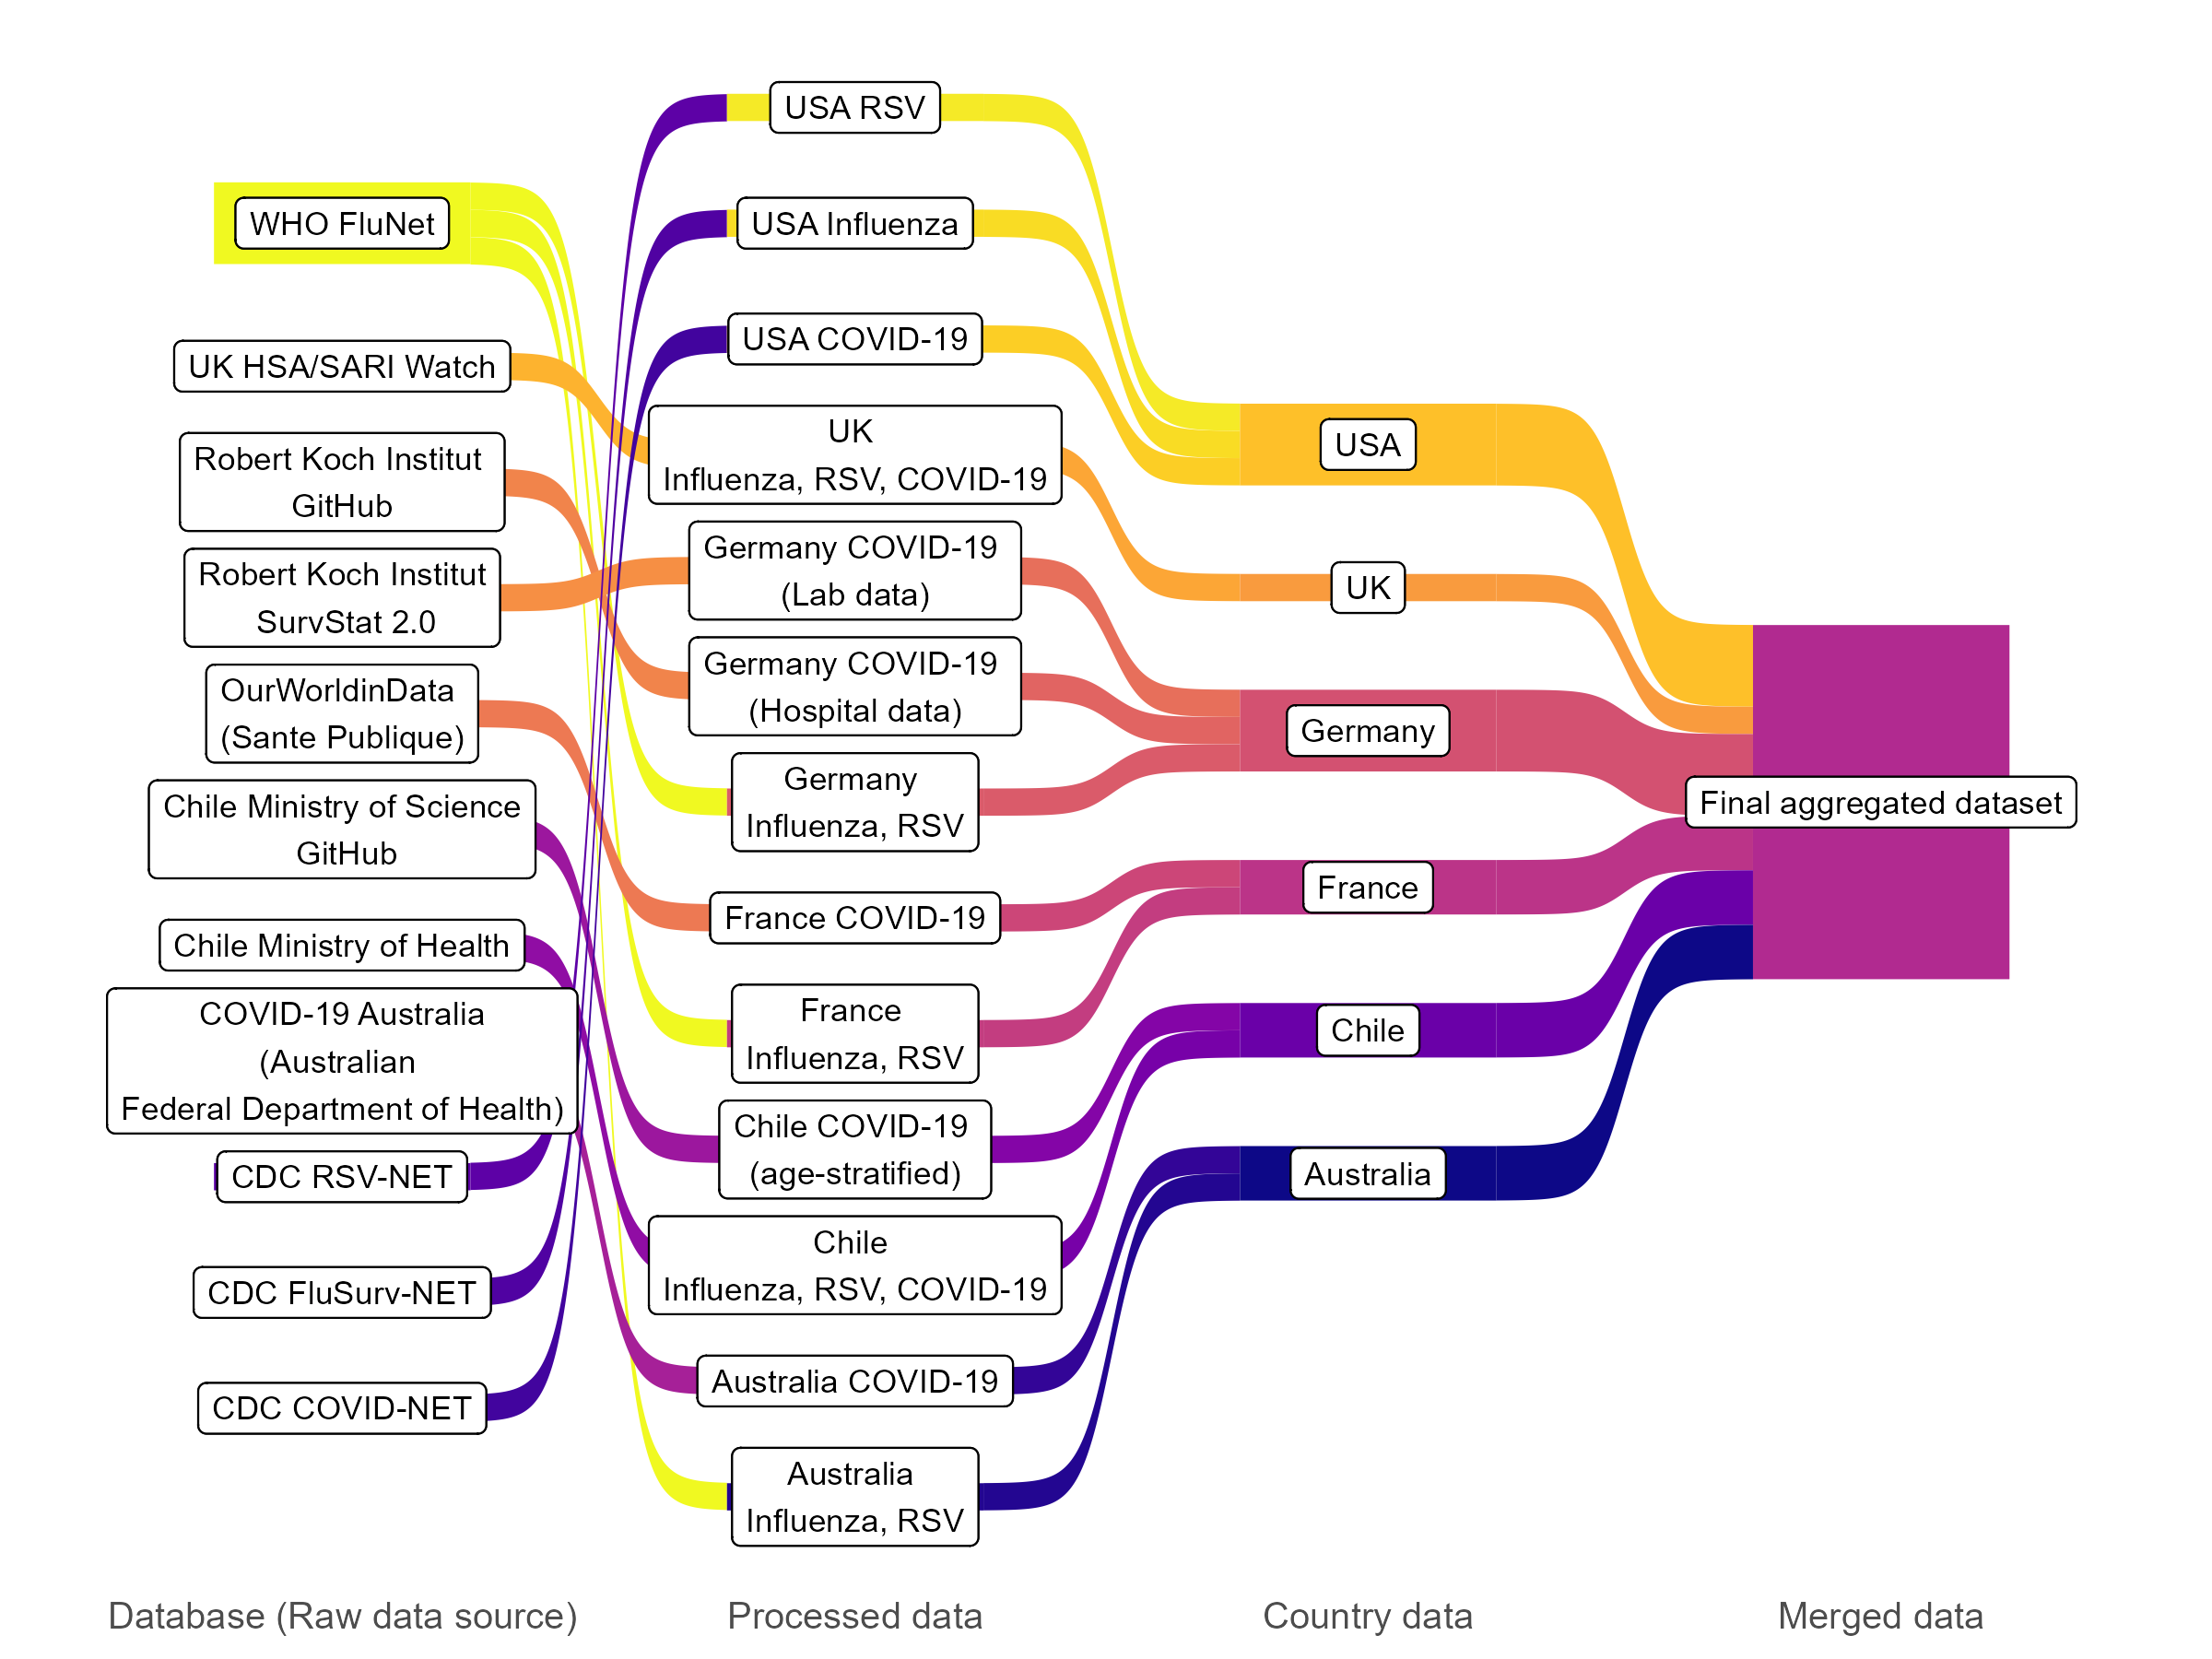 WHO FluNet
UK HSA/SARI Watch
Robert Koch Institut
GitHub
Robert Koch Institut
SurvStat 2.0
OurWorldinData
(Sante Publique)
Chile Ministry of Science
GitHub
Chile Ministry of Health
COVID-19 Australia
(Australian
Federal Department of Health)
CDC RSV-NET
CDC FluSurv-NET
CDC COVID-NET
USA RSV
USA Influenza
USA COVID-19
UK
Influenza, RSV, COVID-19
Germany COVID-19
(Lab data)
Germany COVID-19
(Hospital data)
Germany
Influenza, RSV
France COVID-19
France
Influenza, RSV
Chile COVID-19
(age-stratified)
Chile
Influenza, RSV, COVID-19
Australia COVID-19
Australia
Influenza, RSV
USA
UK
Germany
France
Chile
Australia
Final aggregated dataset
Database (Raw data source)
Processed data
Country data
Merged data